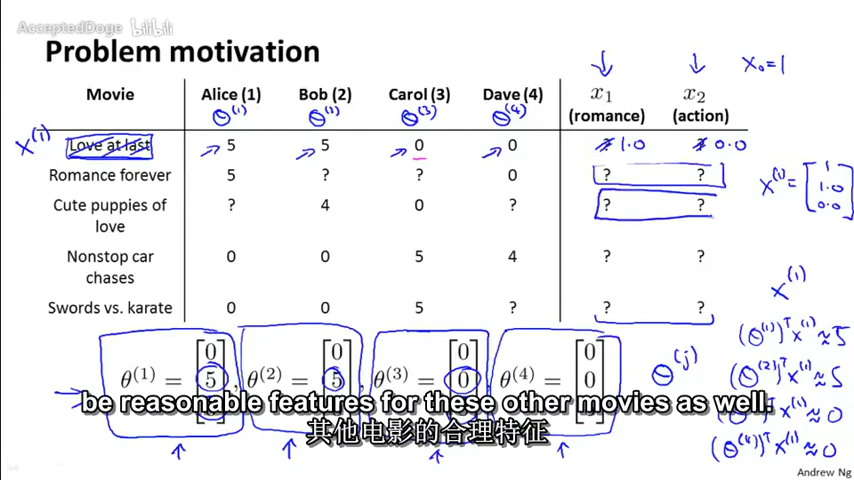 AcceptedDoge bilibili
Problem motivation
x₀=1
Movie Alice (1) Bob (2) Carol (3) Dave (4) x₁ (romance) x₂ (action)
θ⁽¹⁾ θ⁽²⁾ θ⁽³⁾ θ⁽⁴⁾
x⁽¹⁾ Love at last 5 5 0 0 1.0 0.0
Romance forever 5 ? ? 0 ? ?
x⁽¹⁾ = [1 1.0 0.0]
Cute puppies of love ? 4 0 ? ? ?
Nonstop car chases 0 0 5 4 ? ?
Swords vs. karate 0 0 5 ? ? ?
x⁽¹⁾
(θ⁽¹⁾)ᵀx⁽¹⁾≈5
(θ⁽²⁾)ᵀx⁽¹⁾≈5
)ᵀx⁽¹⁾≈0
(θ⁽⁴⁾)ᵀx⁽¹⁾≈0
θ⁽¹⁾ = [0 5 , θ⁽²⁾ = [0 5 , θ⁽³⁾ = [0 0 , θ⁽⁴⁾ = [0 0 θ⁽ʲ⁾
be reasonable features for these other movies as well.
其他电影的合理特征
Andrew Ng